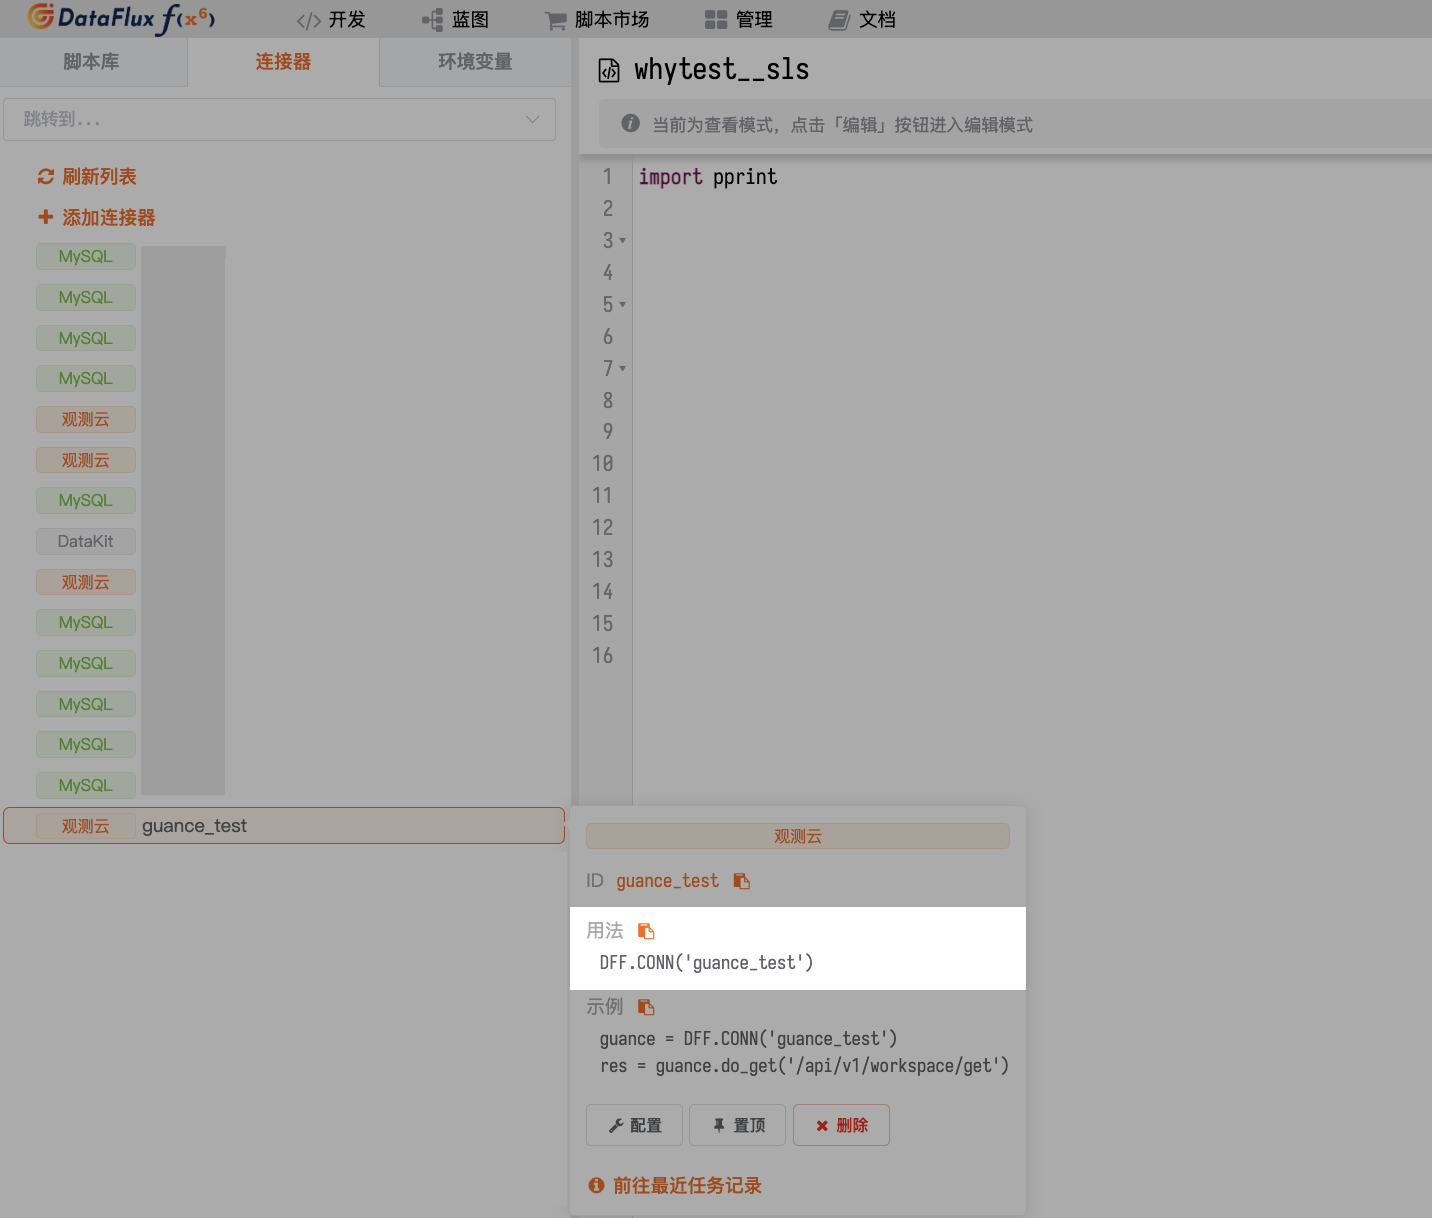 DataFlux f(x⁶)
</> 开发
蓝图
脚本市场
管理
文档
脚本库
连接器
环境变量
跳转到...
刷新列表
添加连接器
MySQL
MySQL
MySQL
MySQL
观测云
观测云
MySQL
DataKit
观测云
MySQL
MySQL
MySQL
MySQL
MySQL
观测云 guance_test
whytest__sls
当前为查看模式，点击「编辑」按钮进入编辑模式
1 import pprint
2
3
4
5
6
7
8
9
10
11
12
13
14
15
16
观测云
ID guance_test
用法
DFF.CONN('guance_test')
示例
guance = DFF.CONN('guance_test')
res = guance.do_get('/api/v1/workspace/get')
配置
置顶
删除
前往最近任务记录